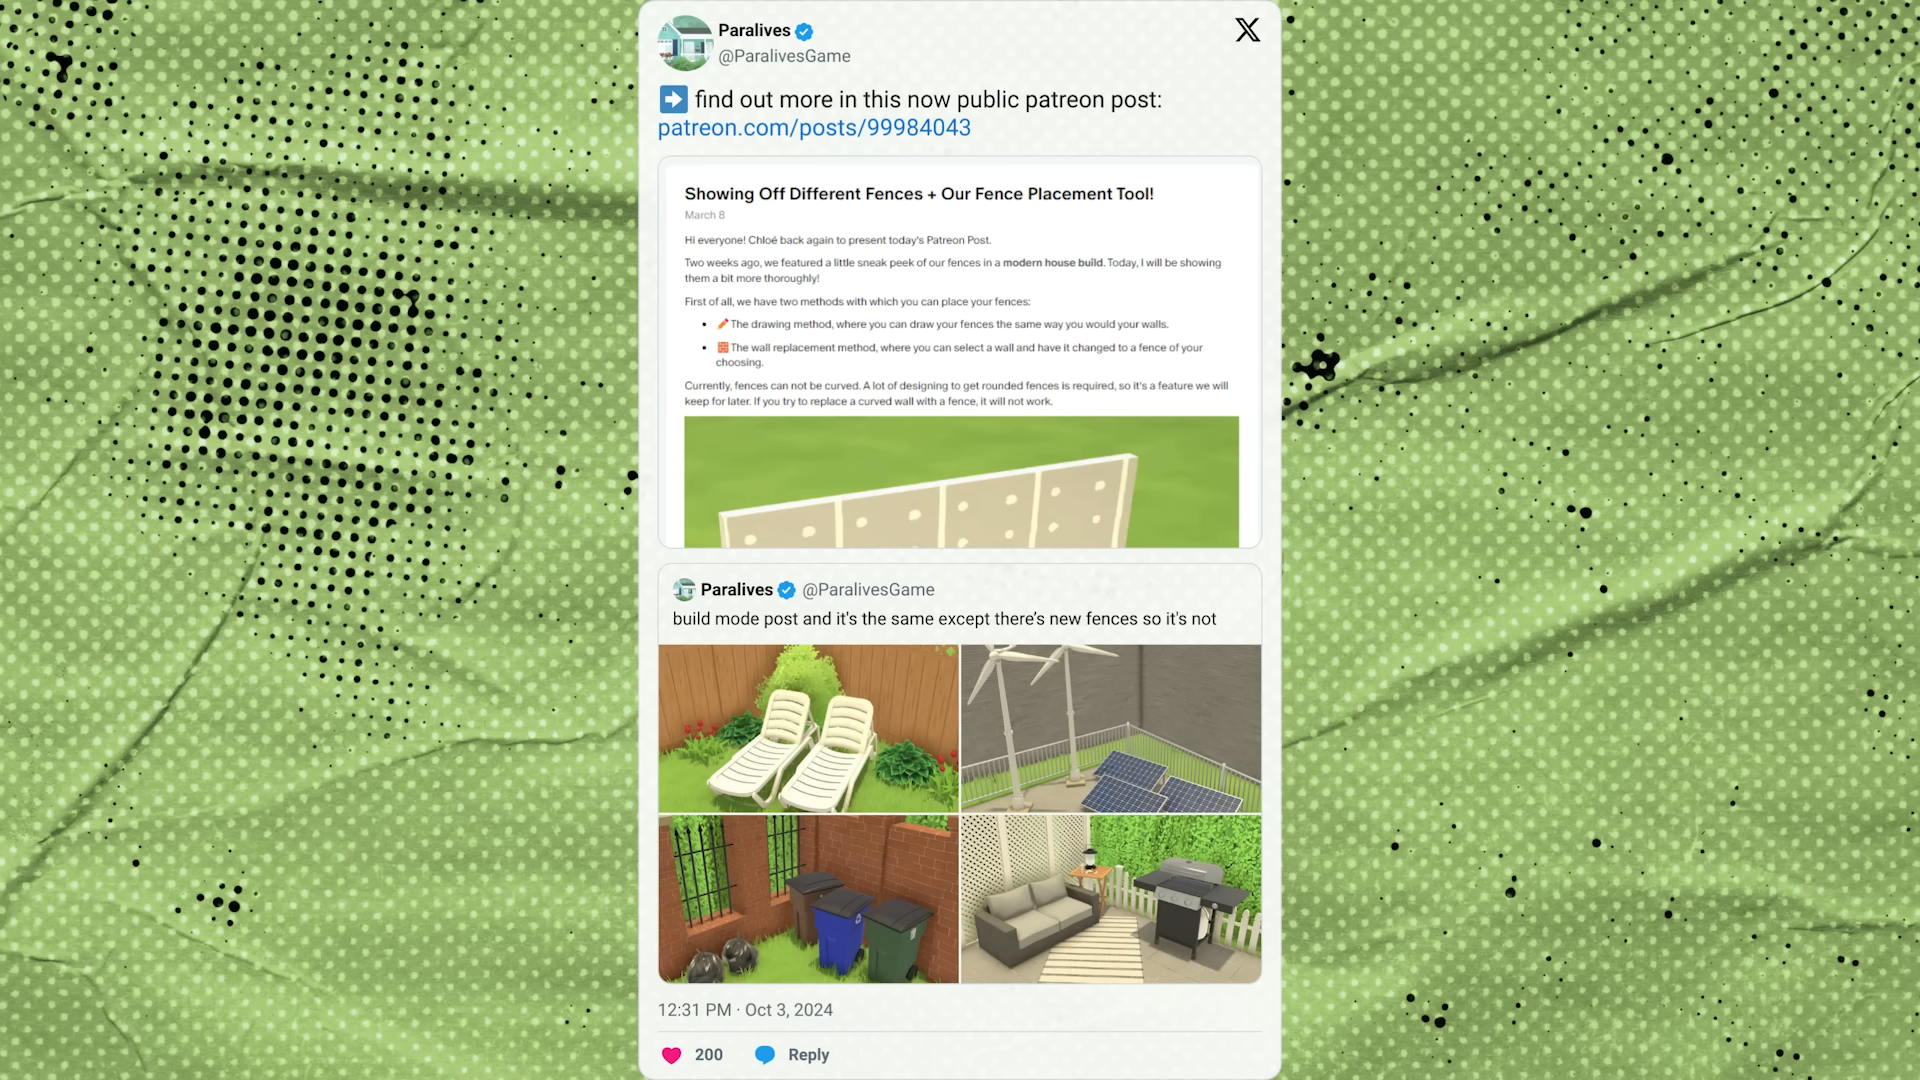 Paralives
@ParalivesGame
➡️ find out more in this now public patreon post:
patreon.com/posts/99984043
Showing Off Different Fences + Our Fence Placement Tool!
March 8
Hi everyone! Chloé back again to present today's Patreon Post.
Two weeks ago, we featured a little sneak peek of our fences in a modern house build. Today, I will be showing
them a bit more thoroughly!
First of all, we have two methods with which you can place your fences:
• ✏️The drawing method, where you can draw your fences the same way you would your walls.
• 🧱The wall replacement method, where you can select a wall and have it changed to a fence of your
choosing.
Currently, fences can not be curved. A lot of designing to get rounded fences is required, so it's a feature we will
keep for later. If you try to replace a curved wall with a fence, it will not work.
Paralives @ParalivesGame
build mode post and it's the same except there’s new fences so it's not
12:31 PM · Oct 3, 2024
200 Reply